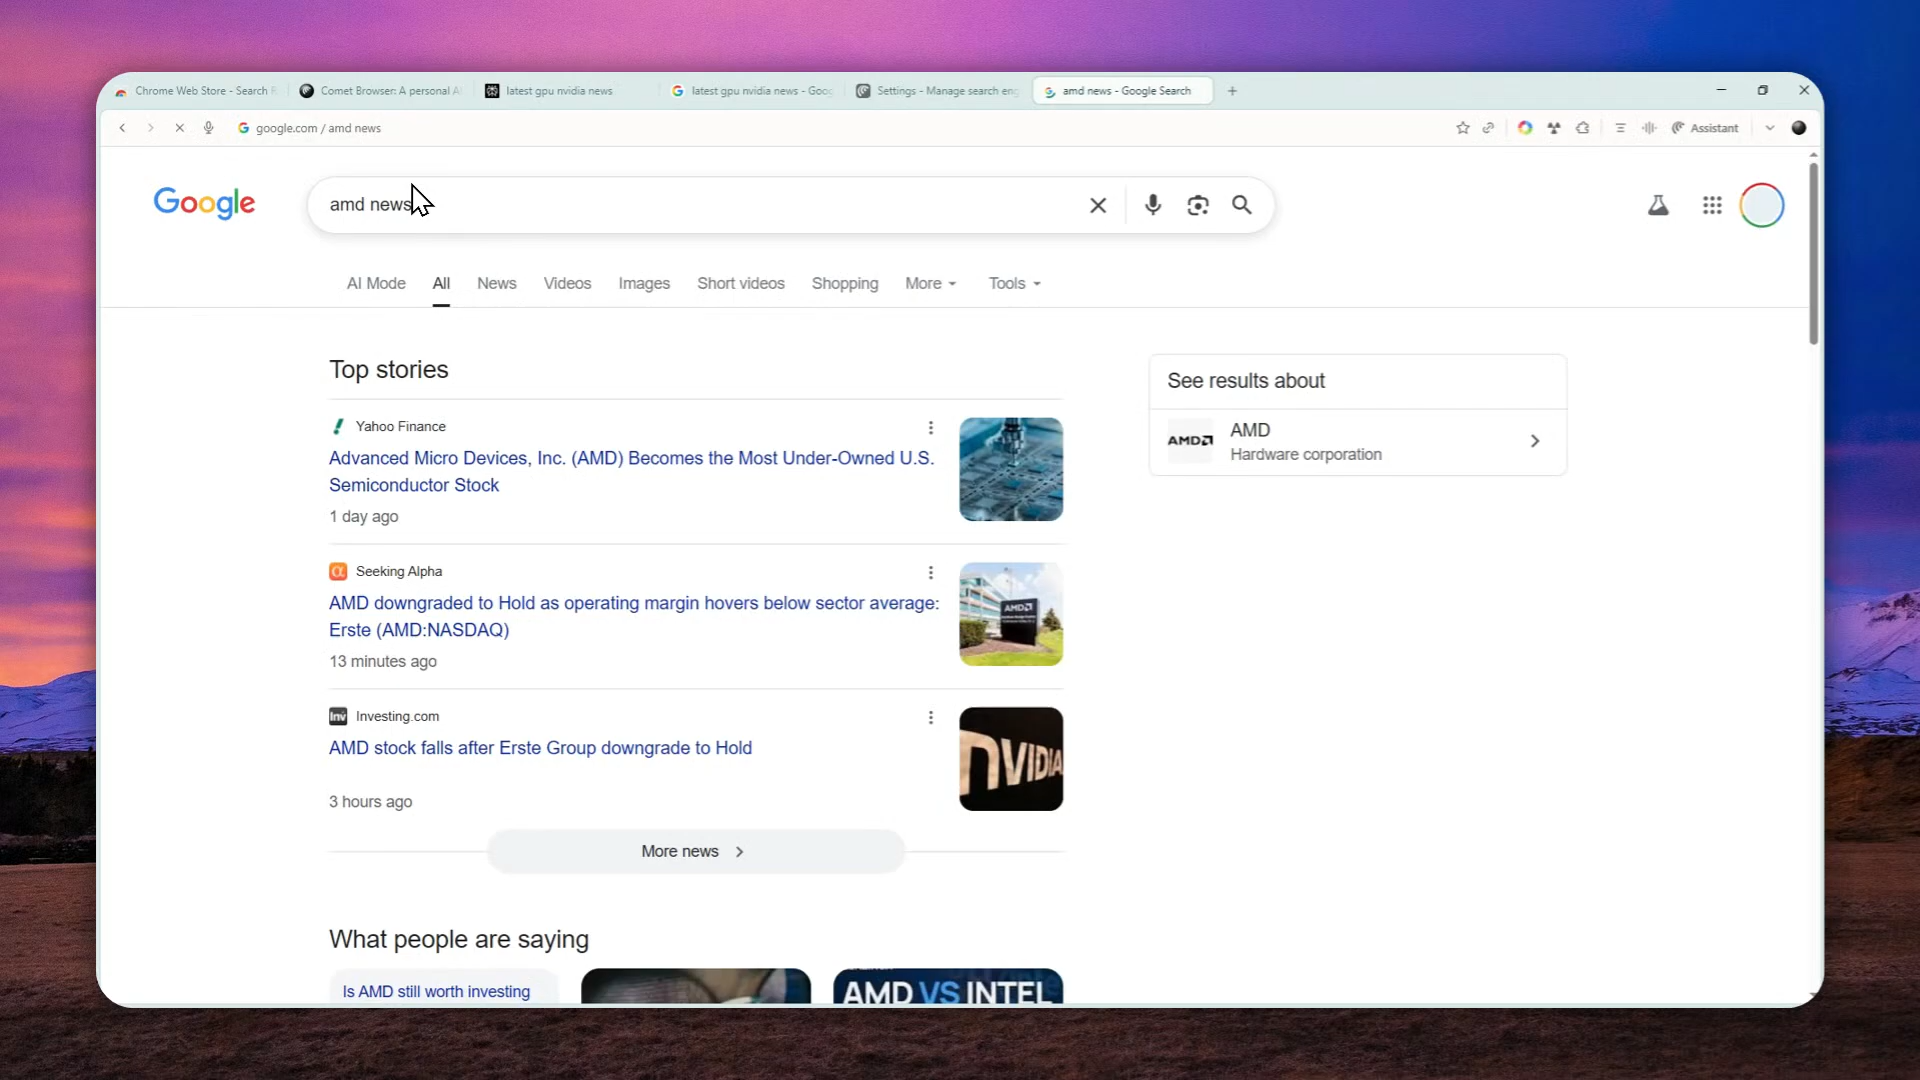 Chrome Web Store - Search R
Comet Browser: A personal AI
latest gpu nvidia news
latest gpu nvidia news - Goog
Settings - Manage search eng
amd news - Google Search
google.com / amd news
Assistant
Google
amd news
AI Mode
All
News
Videos
Images
Short videos
Shopping
More
Tools
Top stories
Yahoo Finance
Advanced Micro Devices, Inc. (AMD) Becomes the Most Under-Owned U.S.
Semiconductor Stock
1 day ago
Seeking Alpha
AMD downgraded to Hold as operating margin hovers below sector average:
Erste (AMD:NASDAQ)
13 minutes ago
AMD
Inv
Investing.com
AMD stock falls after Erste Group downgrade to Hold
3 hours ago
NVIDIA
More news
See results about
AMD
AMD
Hardware corporation
What people are saying
Is AMD still worth investing
AMD VS INTEL